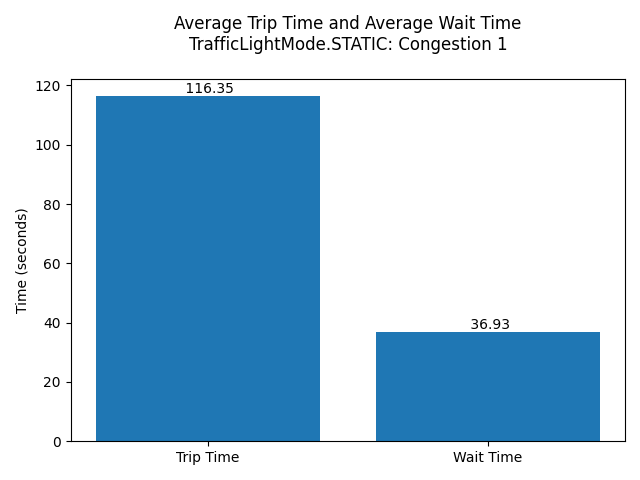 Average Trip Time and Average Wait Time
TrafficLightMode.STATIC: Congestion 1
Time (seconds)
120
100
80
60
40
20
0
116.35
36.93
Trip Time
Wait Time